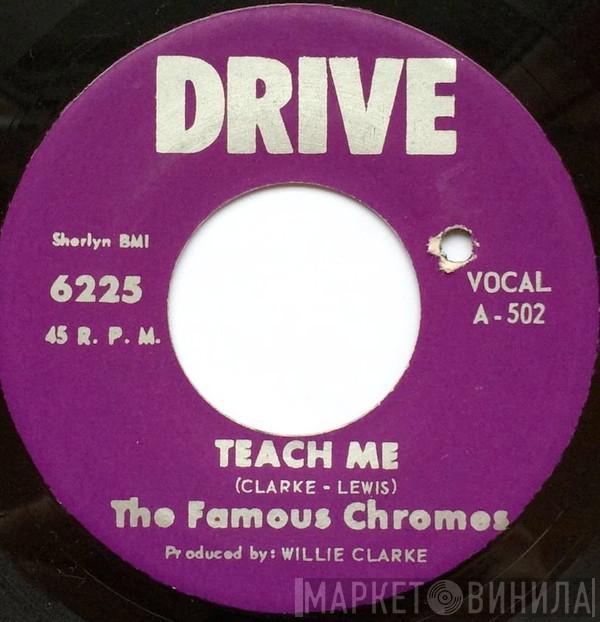 DRIVE
Sherlyn BMI
6225
45 R. P. M.
VOCAL
A-502
TEACH ME
(CLARKE - LEWIS)
The Famous Chromes
Produced by: WILLIE CLARKE
МАРКЕТ ВИНИЛА